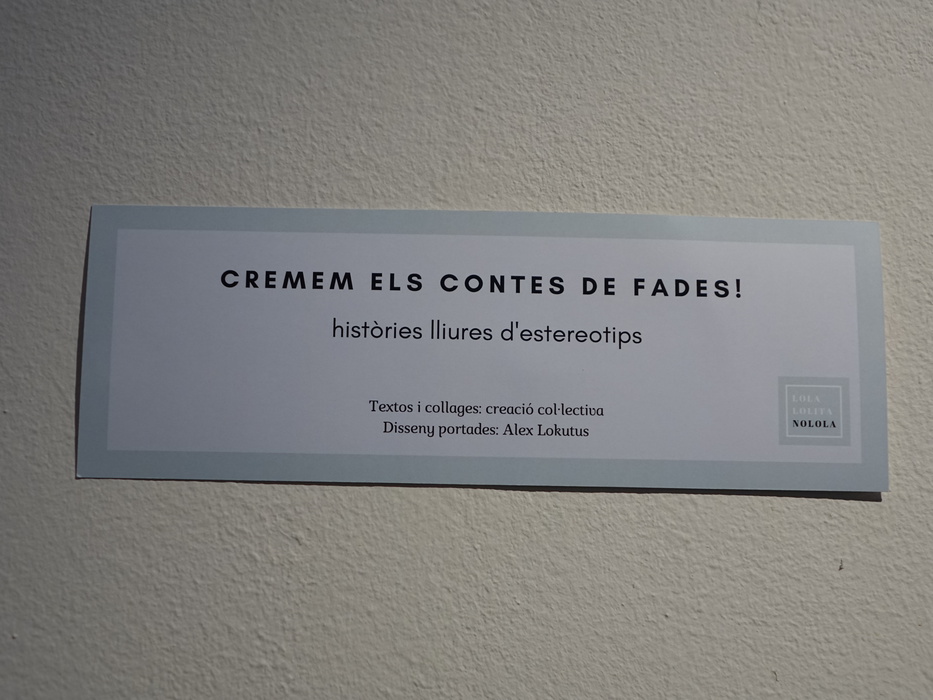 CREMEM ELS CONTES DE FADES!
històries lliures d'estereotips
Textos i collages: creació col·lectiva
Disseny portades: Alex Lokutus
LOLA
LOLITA
NOLOLA